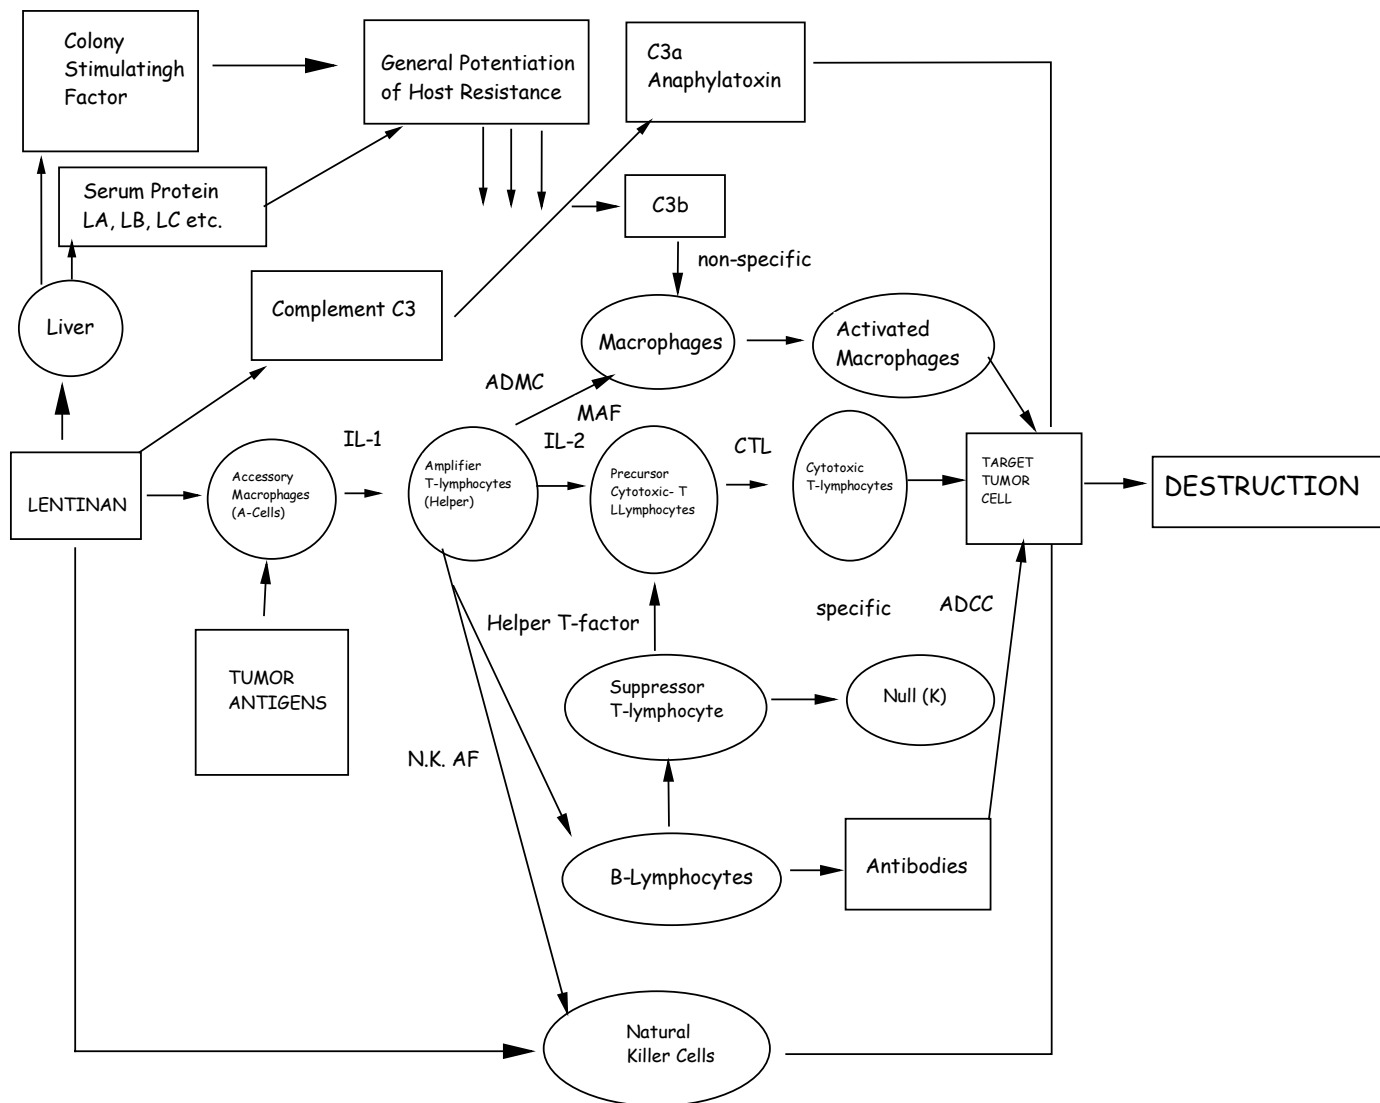 Colony
Stimulatingh
Factor
General Potentiation
of Host Resistance
C3a
Anaphylatoxin
Serum Protein
LA, LB, LC etc.
C3b
non-specific
Liver
Complement C3
Macrophages
Activated
Macrophages
ADMC
MAF
IL-1
IL-2
CTL
LENTINAN
Accessory
Macrophages
(A-Cells)
Amplifier
T-lymphocytes
(Helper)
Precursor
Cytotoxic- T
LLymphocytes
Cytotoxic
T-lymphocytes
TARGET
TUMOR
CELL
DESTRUCTION
Helper T-factor
specific
ADCC
TUMOR
ANTIGENS
Suppressor
T-lymphocyte
Null (K)
N.K. AF
B-Lymphocytes
Antibodies
Natural
Killer Cells